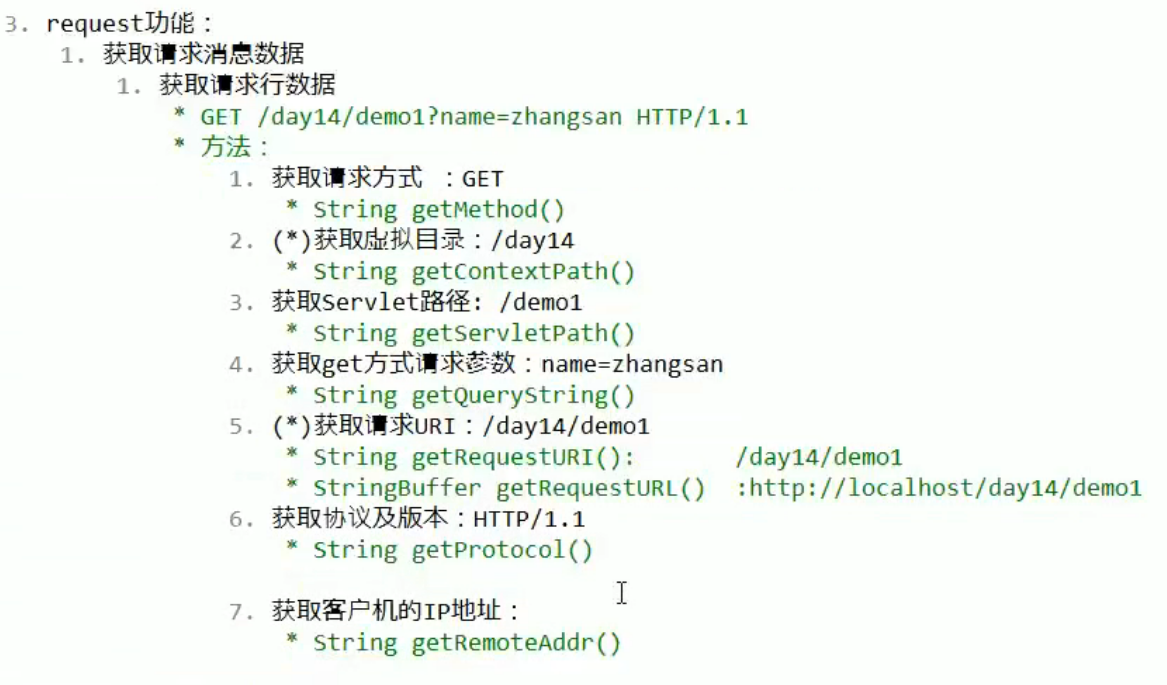 3. request功能：
1. 获取请求消息数据
1. 获取请求行数据
* GET /day14/demo1?name=zhangsan HTTP/1.1
* 方法：
1. 获取请求方式 ：GET
* String getMethod()
2. (*)获取虚拟目录：/day14
* String getContextPath()
3. 获取Servlet路径: /demo1
* String getServletPath()
4. 获取get方式请求参数：name=zhangsan
* String getQueryString()
5. (*)获取请求URI：/day14/demo1
* String getRequestURI(): /day14/demo1
* StringBuffer getRequestURL() :http://localhost/day14/demo1
6. 获取协议及版本：HTTP/1.1
* String getProtocol()
7. 获取客户机的IP地址：
* String getRemoteAddr()